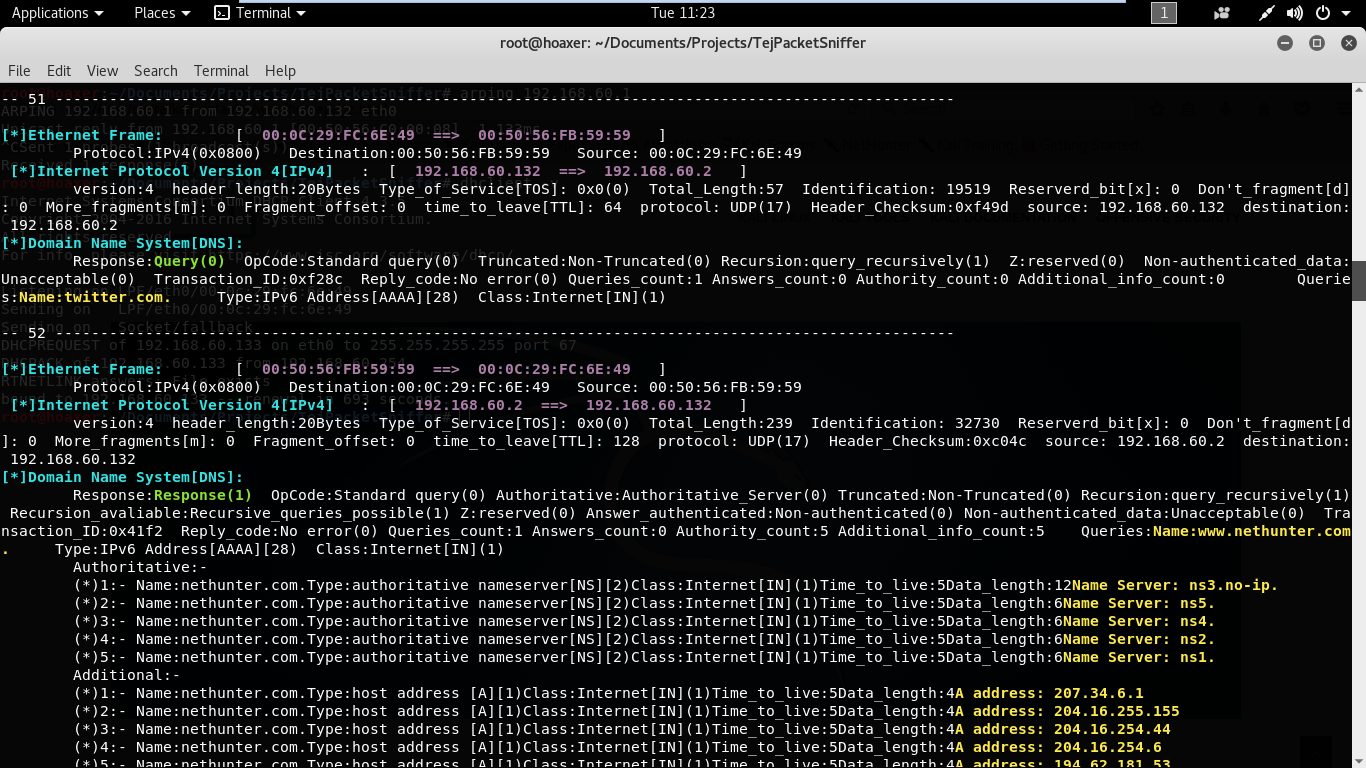 Applications Places Terminal Tue 11:23 1
root@hoaxer: ~/Documents/Projects/TejPacketSniffer
File Edit View Search Terminal Help
-- 51 ----------------------------------------------------------------------------------------------------
[*]Ethernet Frame: [ 00:0C:29:FC:6E:49 ==> 00:50:56:FB:59:59 ]
Protocol:IPv4(0x0800) Destination:00:50:56:FB:59:59 Source: 00:0C:29:FC:6E:49
[*]Internet Protocol Version 4[IPv4] : [ 192.168.60.132 ==> 192.168.60.2 ]
version:4 header_length:20Bytes Type_of_Service[TOS]: 0x0(0) Total_Length:57 Identification: 19519 Reserverd_bit[x]: 0 Don't_fragment[d]
: 0 More_fragments[m]: 0 Fragment_offset: 0 time_to_leave[TTL]: 64 protocol: UDP(17) Header_Checksum:0xf49d source: 192.168.60.132 destination:
192.168.60.2
[*]Domain Name System[DNS]:
Response:Query(0) OpCode:Standard query(0) Truncated:Non-Truncated(0) Recursion:query_recursively(1) Z:reserved(0) Non-authenticated_data:
Unacceptable(0) Transaction_ID:0xf28c Reply_code:No error(0) Queries_count:1 Answers_count:0 Authority_count:0 Additional_info_count:0 Querie
s:Name:twitter.com. Type:IPv6 Address[AAAA][28) Class:Internet[IN](1)
-- 52 ----------------------------------------------------------------------------------------------------
[*]Ethernet Frame: [ 00:50:56:FB:59:59 ==> 00:0C:29:FC:6E:49 ]
Protocol:IPv4(0x0800) Destination:00:0C:29:FC:6E:49 Source: 00:50:56:FB:59:59
[*]Internet Protocol Version 4[IPv4] : [ 192.168.60.2 ==> 192.168.60.132 ]
version:4 header_length:20Bytes Type_of_Service[TOS]: 0x0(0) Total_Length:239 Identification: 32730 Reserverd_bit[x]: 0 Don't_fragment[d
]: 0 More_fragments[m]: 0 Fragment_offset: 0 time_to_leave[TTL]: 128 protocol: UDP(17) Header_Checksum:0xc04c source: 192.168.60.2 destination:
192.168.60.132
[*]Domain Name System[DNS]:
Response:Response(1) OpCode:Standard query(0) Authoritative:Authoritative_Server(0) Truncated:Non-Truncated(0) Recursion:query_recursively(1)
Recursion_avaliable:Recursive_queries_possible(1) Z:reserved(0) Answer_authenticated:Non-authenticated(0) Non-authenticated_data:Unacceptable(0) Tra
nsaction_ID:0x41f2 Reply_code:No error(0) Queries_count:1 Answers_count:0 Authority_count:5 Additional_info_count:5 Queries:Name:www.nethunter.com
. Type:IPv6 Address[AAAA][28) Class:Internet[IN](1)
Authoritative:-
(*)1:- Name:nethunter.com.Type:authoritative nameserver[NS][2)Class:Internet[IN](1)Time_to_live:5Data_length:12Name Server: ns3.no-ip.
(*)2:- Name:nethunter.com.Type:authoritative nameserver[NS][2)Class:Internet[IN](1)Time_to_live:5Data_length:6Name Server: ns5.
(*)3:- Name:nethunter.com.Type:authoritative nameserver[NS][2)Class:Internet[IN](1)Time_to_live:5Data_length:6Name Server: ns4.
(*)4:- Name:nethunter.com.Type:authoritative nameserver[NS][2)Class:Internet[IN](1)Time_to_live:5Data_length:6Name Server: ns2.
(*)5:- Name:nethunter.com.Type:authoritative nameserver[NS][2)Class:Internet[IN](1)Time_to_live:5Data_length:6Name Server: ns1.
Additional:-
(*)1:- Name:nethunter.com.Type:host address [A][1)Class:Internet[IN](1)Time_to_live:5Data_length:4A address: 207.34.6.1
(*)2:- Name:nethunter.com.Type:host address [A][1)Class:Internet[IN](1)Time_to_live:5Data_length:4A address: 204.16.255.155
(*)3:- Name:nethunter.com.Type:host address [A][1)Class:Internet[IN](1)Time_to_live:5Data_length:4A address: 204.16.254.44
(*)4:- Name:nethunter.com.Type:host address [A][1)Class:Internet[IN](1)Time_to_live:5Data_length:4A address: 204.16.254.6
(*)5:- Name:nethunter.com.Type:host address [A][1)Class:Internet[IN](1)Time_to_live:5Data_length:4A address: 194.62.181.53